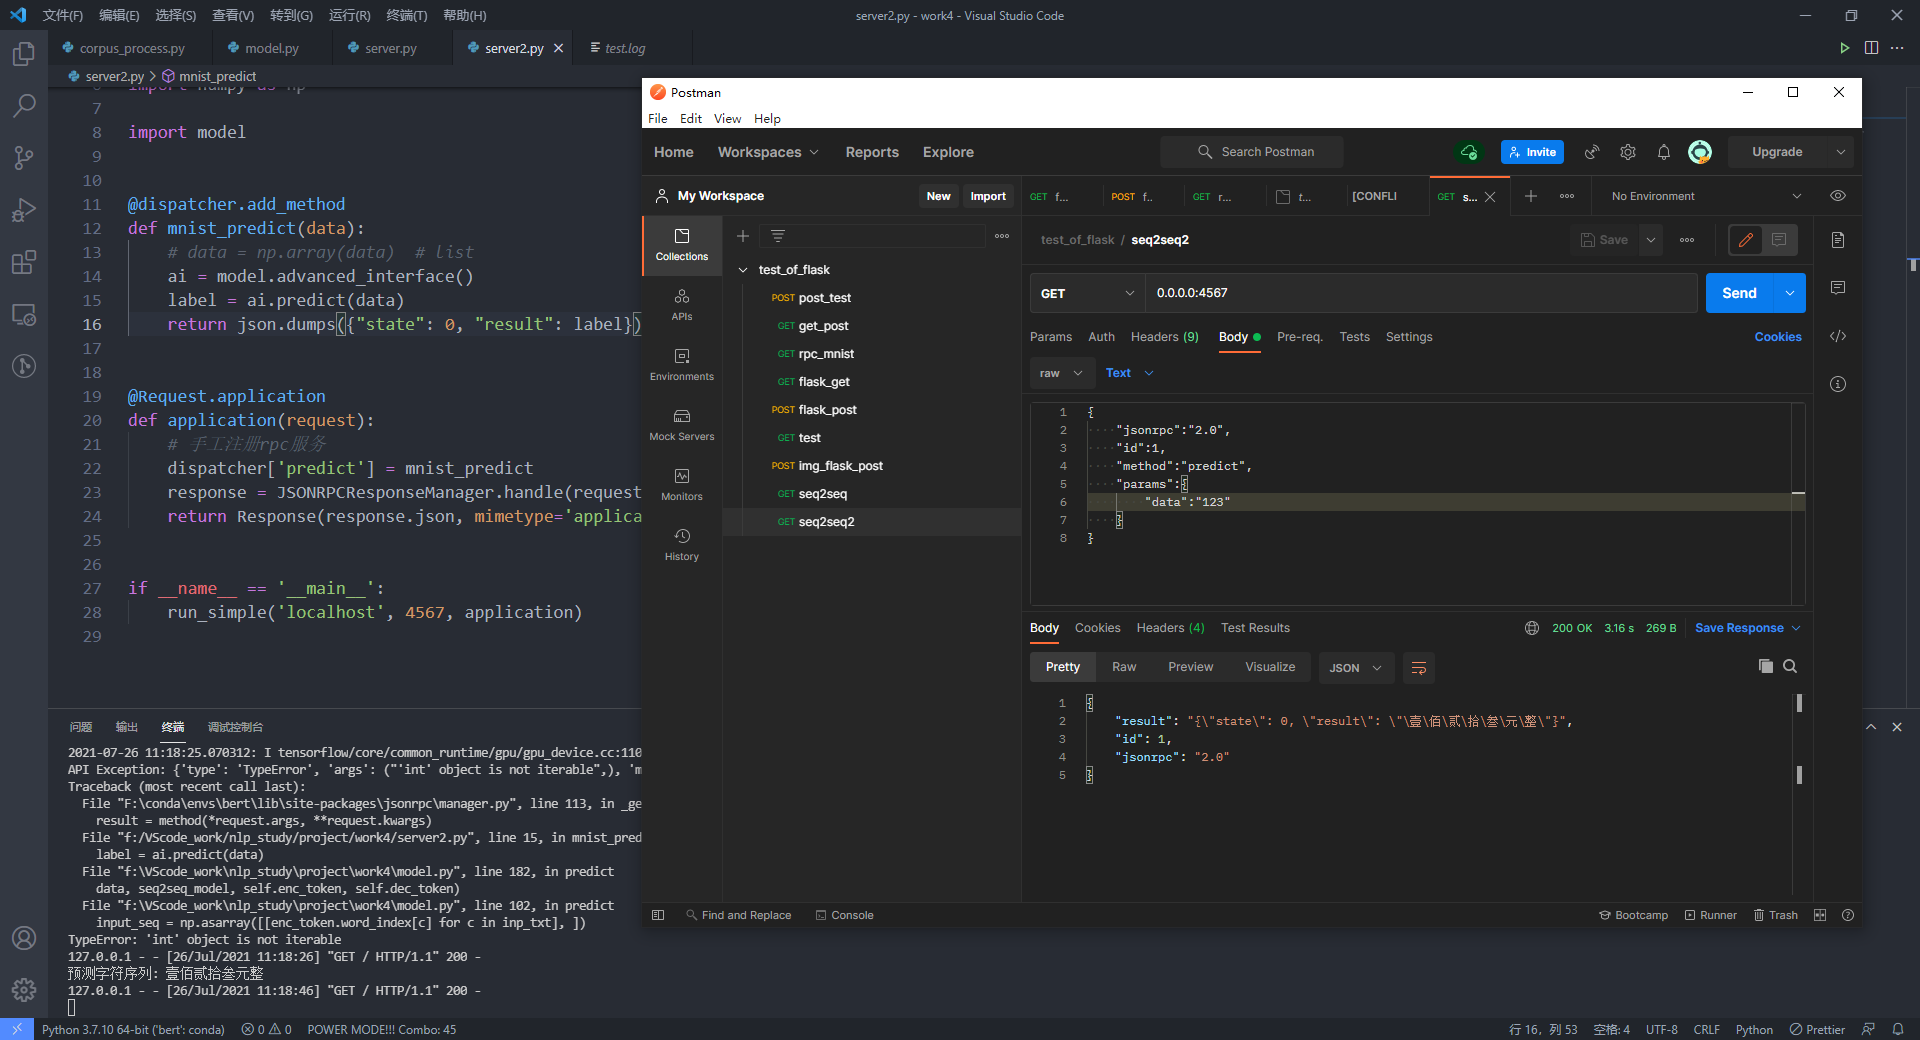 文件(F) 编辑(E) 选择(S) 查看(V) 转到(G) 运行(R) 终端(T) 帮助(H)
server2.py - work4 - Visual Studio Code
corpus_process.py model.py server.py server2.py test.log
server2.py > mnist_predict
import numpy as np
7
8 import model
9
10
11 @dispatcher.add_method
12 def mnist_predict(data):
13 # data = np.array(data)  # list
14 ai = model.advanced_interface()
15 label = ai.predict(data)
16 return json.dumps({"state": 0, "result": label})
17
18
19 @Request.application
20 def application(request):
21 # 手工注册rpc服务
22 dispatcher['predict'] = mnist_predict
23 response = JSONRPCResponseManager.handle(request
24 return Response(response.json, mimetype='applica
25
26
27 if __name__ == '__main__':
28 run_simple('localhost', 4567, application)
29
问题 输出 终端 调试控制台
2021-07-26 11:18:25.070312: I tensorflow/core/common_runtime/gpu/gpu_device.cc:110
API Exception: {'type': 'TypeError', 'args': ("'int' object is not iterable",), 'm
Traceback (most recent call last):
File "F:\conda\envs\bert\lib\site-packages\jsonrpc\manager.py", line 113, in _ge
result = method(*request.args, **request.kwargs)
File "f:/VScode_work/nlp_study/project/work4/server2.py", line 15, in mnist_pred
label = ai.predict(data)
File "f:\VScode_work\nlp_study\project\work4\model.py", line 182, in predict
data, seq2seq_model, self.enc_token, self.dec_token)
File "f:\VScode_work\nlp_study\project\work4\model.py", line 102, in predict
input_seq = np.asarray([[enc_token.word_index[c] for c in inp_txt], ])
TypeError: 'int' object is not iterable
127.0.0.1 - - [26/Jul/2021 11:18:26] "GET / HTTP/1.1" 200 -
预测字符序列: 壹佰贰拾叁元整
127.0.0.1 - - [26/Jul/2021 11:18:46] "GET / HTTP/1.1" 200 -
Python 3.7.10 64-bit ('bert': conda) 0 0 POWER MODE!!! Combo: 45
行 16, 列 53 空格: 4 UTF-8 CRLF Python Prettier
Postman
File Edit View Help
Home Workspaces Reports Explore
Search Postman
Invite
Upgrade
My Workspace
New Import
GET f... POST f.. GET r... t... [CONFLI GET s...
No Environment
Collections
APIs
Environments
Mock Servers
Monitors
History
test_of_flask
POST post_test
GET get_post
GET rpc_mnist
GET flask_get
POST flask_post
GET test
POST img_flask_post
GET seq2seq
GET seq2seq2
test_of_flask / seq2seq2
Save
GET 0.0.0.0:4567 Send
Params Auth Headers (9) Body Pre-req. Tests Settings Cookies
raw Text
1 {
2 "jsonrpc":"2.0",
3 "id":1,
4 "method":"predict",
5 "params":{
6 "data":"123"
7 }
8 }
Body Cookies Headers (4) Test Results
200 OK 3.16 s 269 B Save Response
Pretty Raw Preview Visualize JSON
1 {
2 "result": "{\"state\": 0, \"result\": \"\壹\佰\贰\拾\叁\元\整\"}",
3 "id": 1,
4 "jsonrpc": "2.0"
5 }
Find and Replace Console
Bootcamp Runner Trash